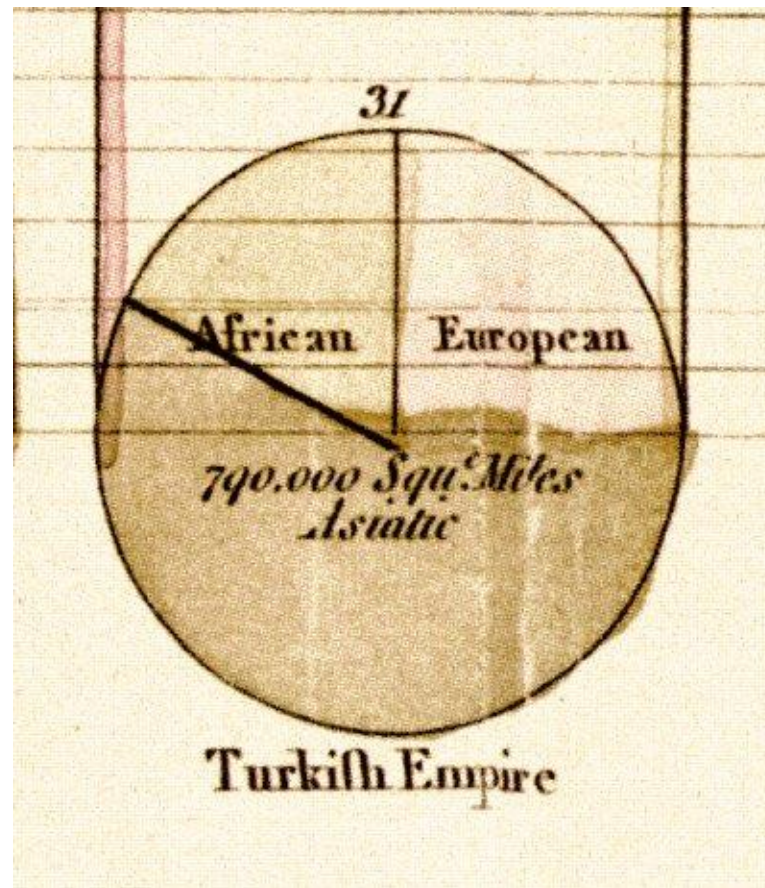 31
African European
790.000 Squ.ͤ Miles
Asiatic
Turkiſh Empire